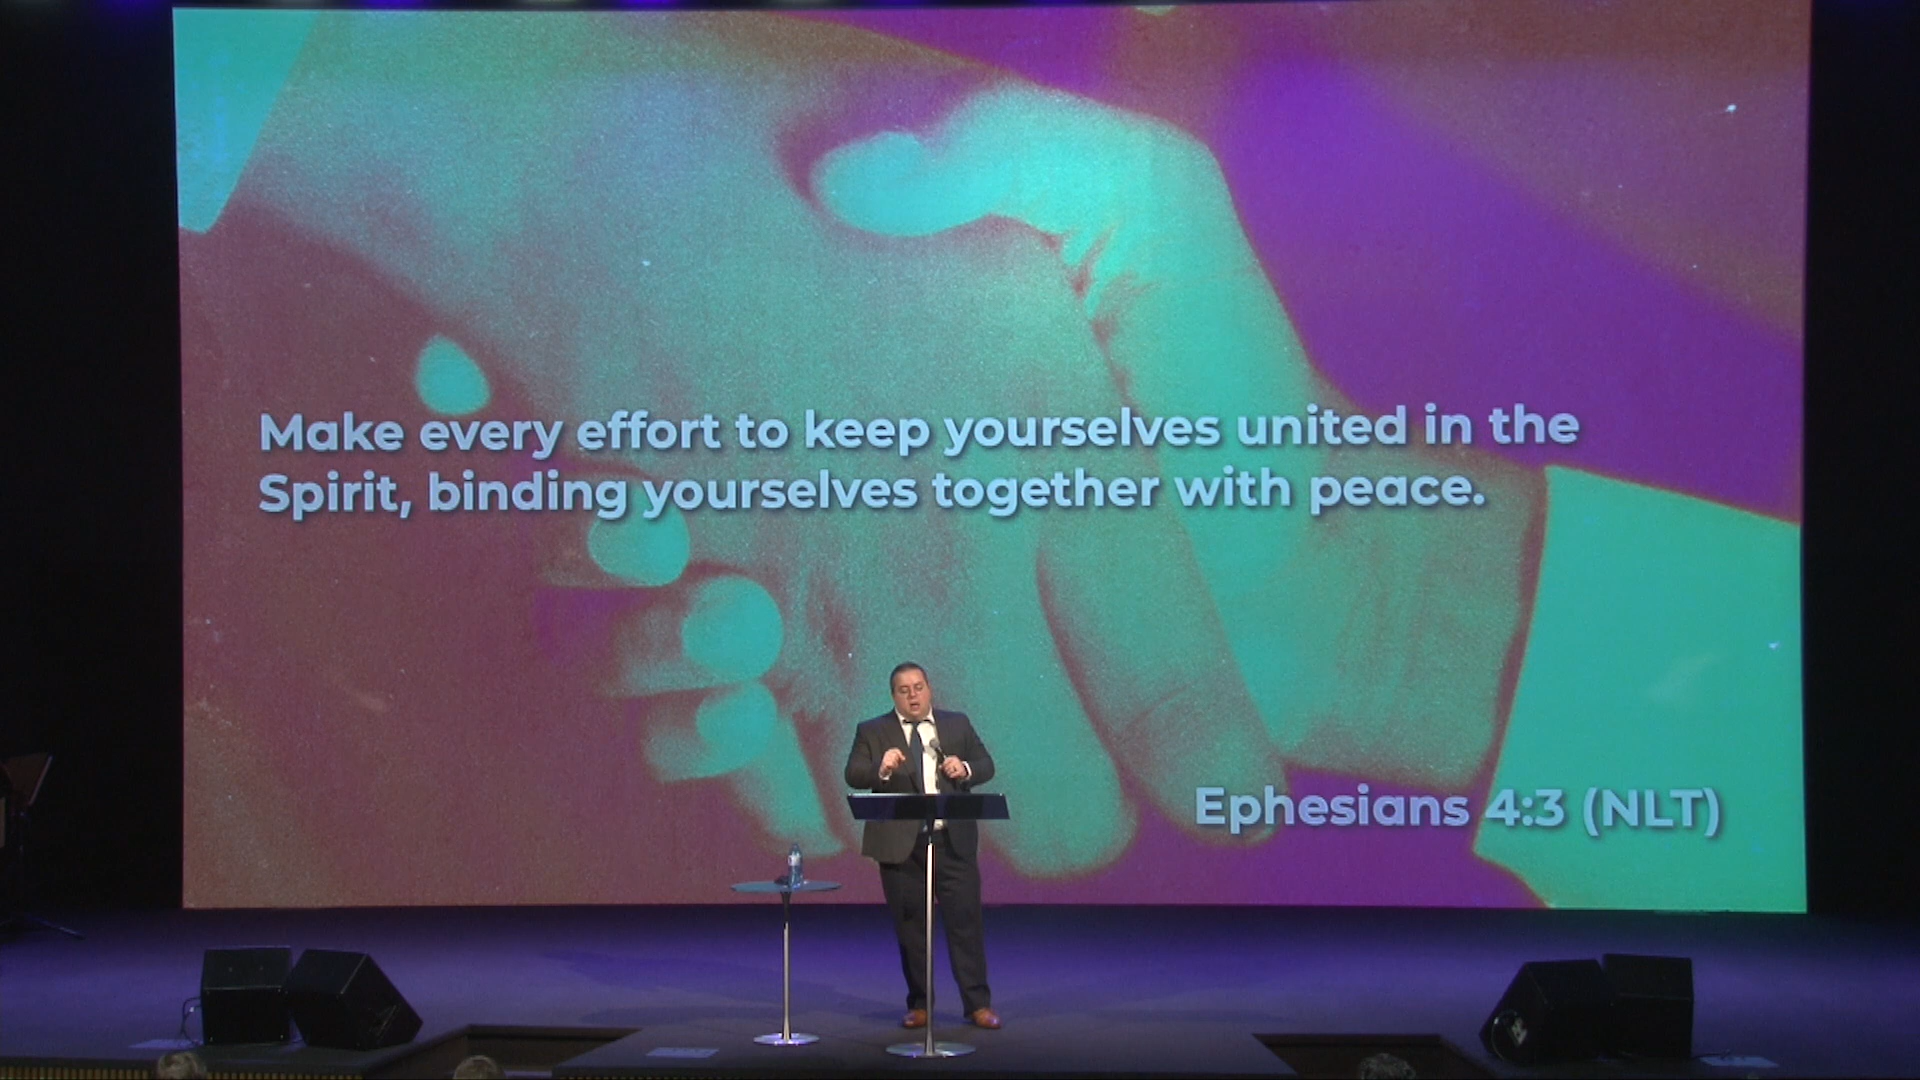 Make every effort to keep yourselves united in the
Spirit, binding yourselves together with peace.
Ephesians 4:3 (NLT)